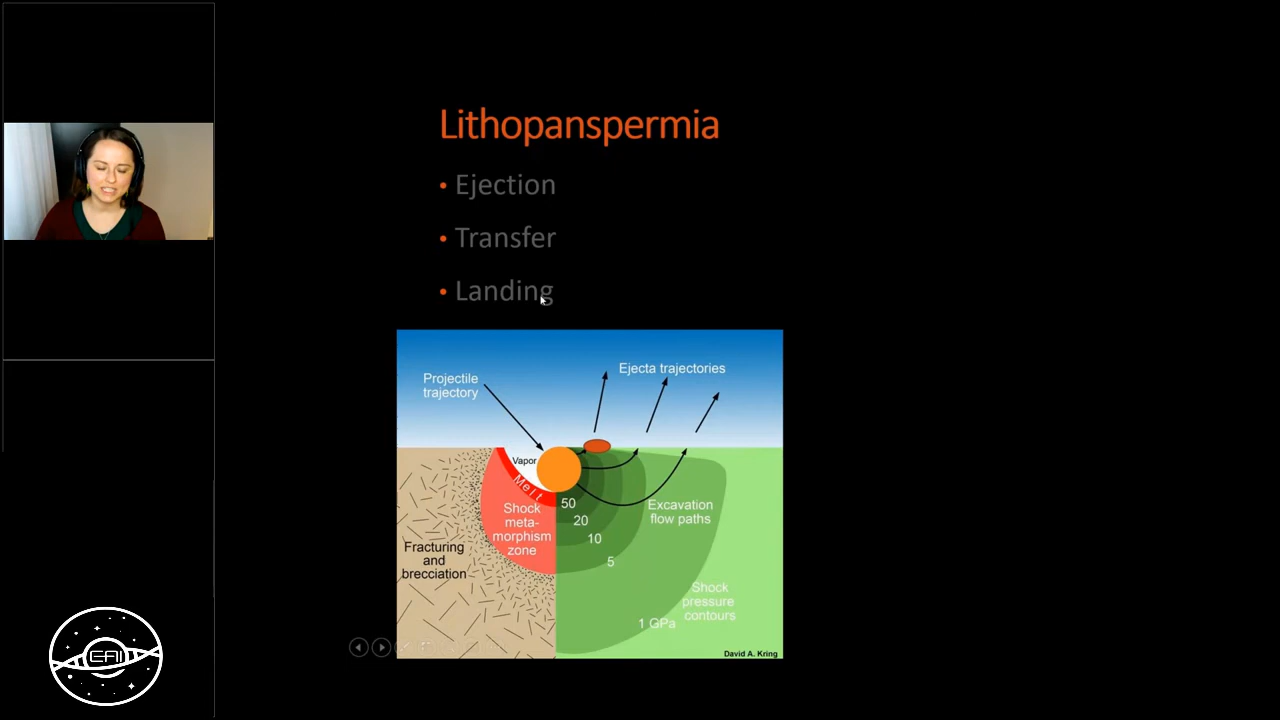 Lithopanspermia
• Ejection
• Transfer
• Landing
Projectile
trajectory
Ejecta trajectories
Vapor
Melt
Shock
meta-
morphism
zone
50
20
10
5
Excavation
flow paths
Fracturing
and
brecciation
Shock
pressure
contours
1 GPa
David A. Kring
EAI